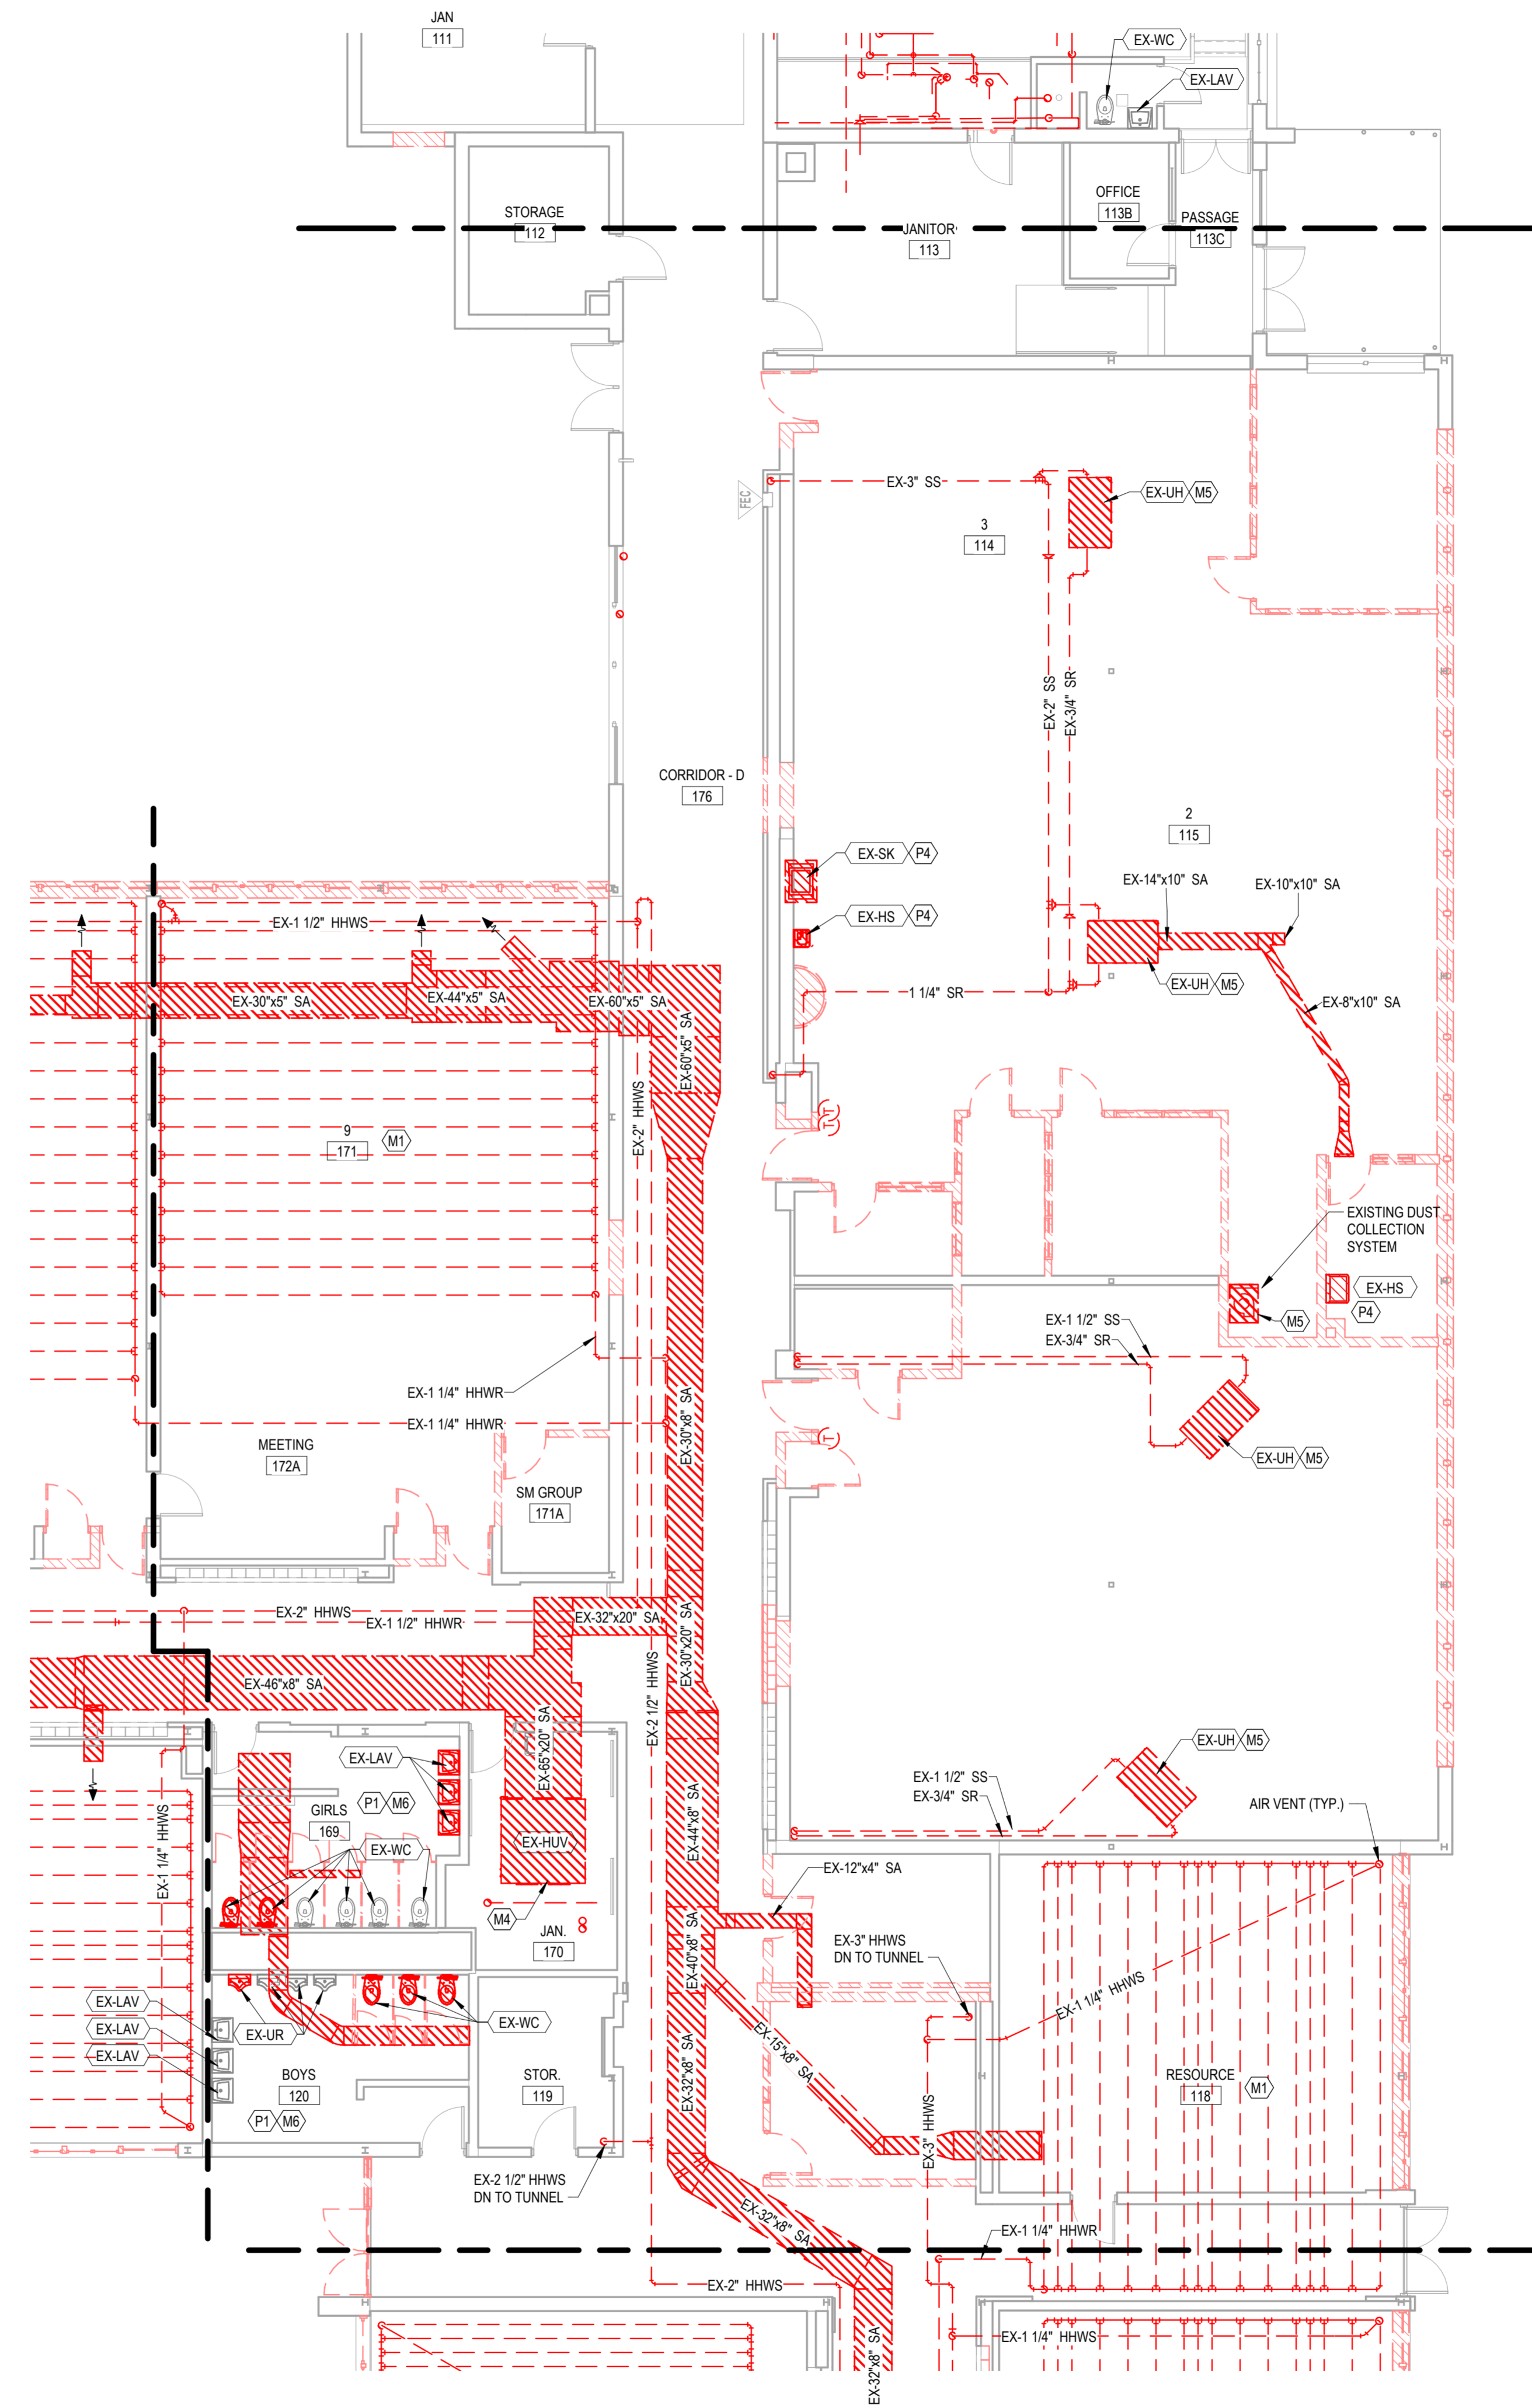 JAN
111
EX-WC
EX-LAV
STORAGE
112
OFFICE
113B
PASSAGE
113C
JANITOR
113
EX-3" SS
EX-UH
M5
FEC
3
114
EX-2" SS
EX-3/4" SR
CORRIDOR - D
176
2
115
EX-SK
P4
EX-14"x10" SA
EX-10"x10" SA
EX-HS
P4
EX-1 1/2" HHWS
EX-UH
M5
EX-30"x5" SA
EX-44"x5" SA
EX-60"x5" SA
1 1/4" SR
EX-8"x10" SA
EX-60"x5" SA
EX-2" HHWS
9
171
M1
T
T
EXISTING DUST
COLLECTION
SYSTEM
EX-HS
P4
M5
EX-1 1/2" SS
EX-3/4" SR
EX-1 1/4" HHWR
EX-1 1/4" HHWR
EX-30"x8" SA
T
MEETING
172A
EX-UH
M5
SM GROUP
171A
EX-2" HHWS
EX-1 1/2" HHWR
EX-32"x20" SA
EX-30"x20" SA
EX-2 1/2" HHWS
EX-46"x8" SA
EX-65"x20" SA
EX-UH
M5
EX-LAV
EX-1 1/2" SS
EX-3/4" SR
AIR VENT (TYP.)
GIRLS
169
P1
M6
EX-HUV
EX-44"x8" SA
EX-WC
EX-1 1/4" HHWS
EX-12"x4" SA
M4
JAN.
170
EX-40"x8" SA
EX-3" HHWS
DN TO TUNNEL
EX-LAV
EX-LAV
EX-LAV
EX-UR
EX-WC
EX-1 1/4" HHWS
EX-15"x8" SA
EX-32"x8" SA
BOYS
120
P1
M6
STOR.
119
RESOURCE
118
M1
EX-3" HHWS
EX-2 1/2" HHWS
DN TO TUNNEL
EX-32"x8" SA
EX-1 1/4" HHWR
EX-2" HHWS
EX-1 1/4" HHWS
EX-32"x8" SA